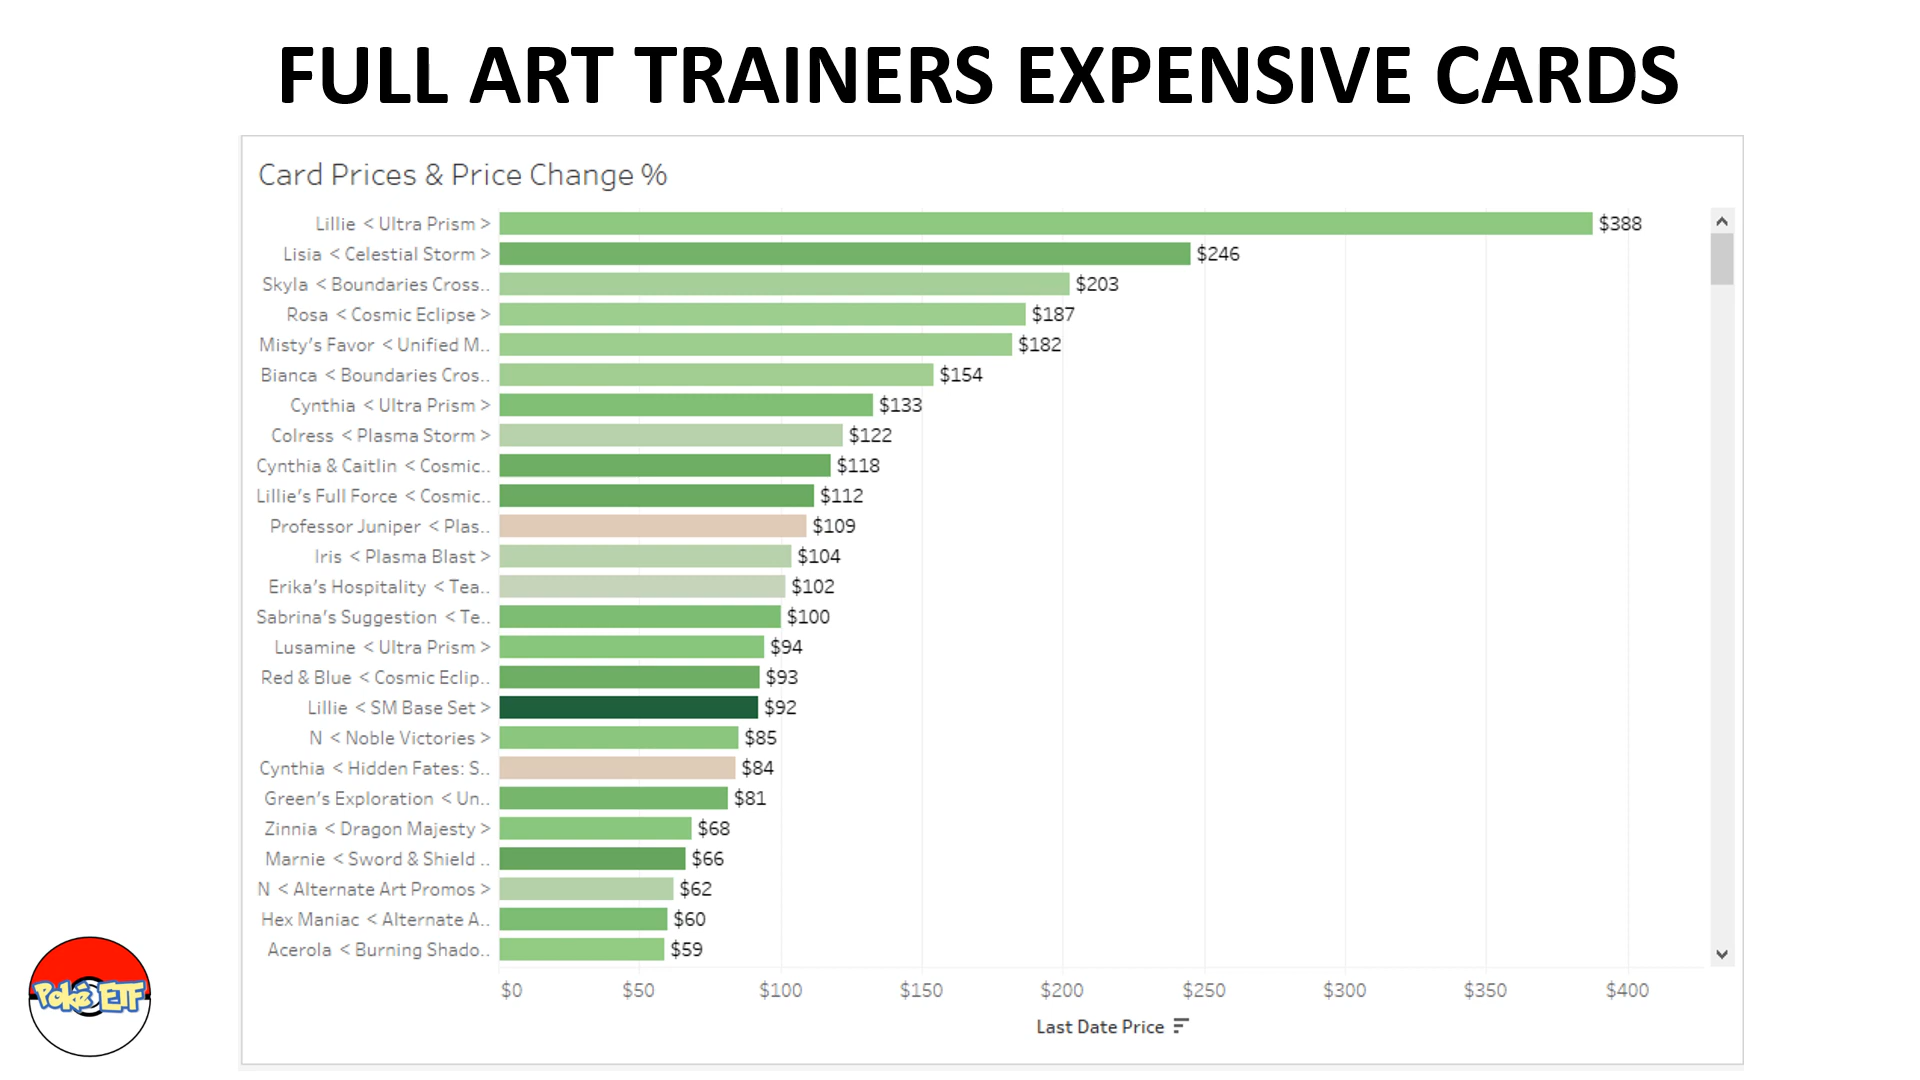 FULL ART TRAINERS EXPENSIVE CARDS
Card Prices & Price Change %
Lillie < Ultra Prism > $388
Lisia < Celestial Storm > $246
Skyla < Boundaries Cross.. $203
Rosa < Cosmic Eclipse > $187
Misty's Favor < Unified M.. $182
Bianca < Boundaries Cros.. $154
Cynthia < Ultra Prism > $133
Colress < Plasma Storm > $122
Cynthia & Caitlin < Cosmic.. $118
Lillie's Full Force < Cosmic.. $112
Professor Juniper < Plas.. $109
Iris < Plasma Blast > $104
Erika's Hospitality < Tea.. $102
Sabrina's Suggestion < Te.. $100
Lusamine < Ultra Prism > $94
Red & Blue < Cosmic Eclip.. $93
Lillie < SM Base Set > $92
N < Noble Victories > $85
Cynthia < Hidden Fates: S.. $84
Green's Exploration < Un.. $81
Zinnia < Dragon Majesty > $68
Marnie < Sword & Shield .. $66
N < Alternate Art Promos > $62
Hex Maniac < Alternate A.. $60
Acerola < Burning Shado.. $59
$0 $50 $100 $150 $200 $250 $300 $350 $400
Last Date Price
Poké ETF